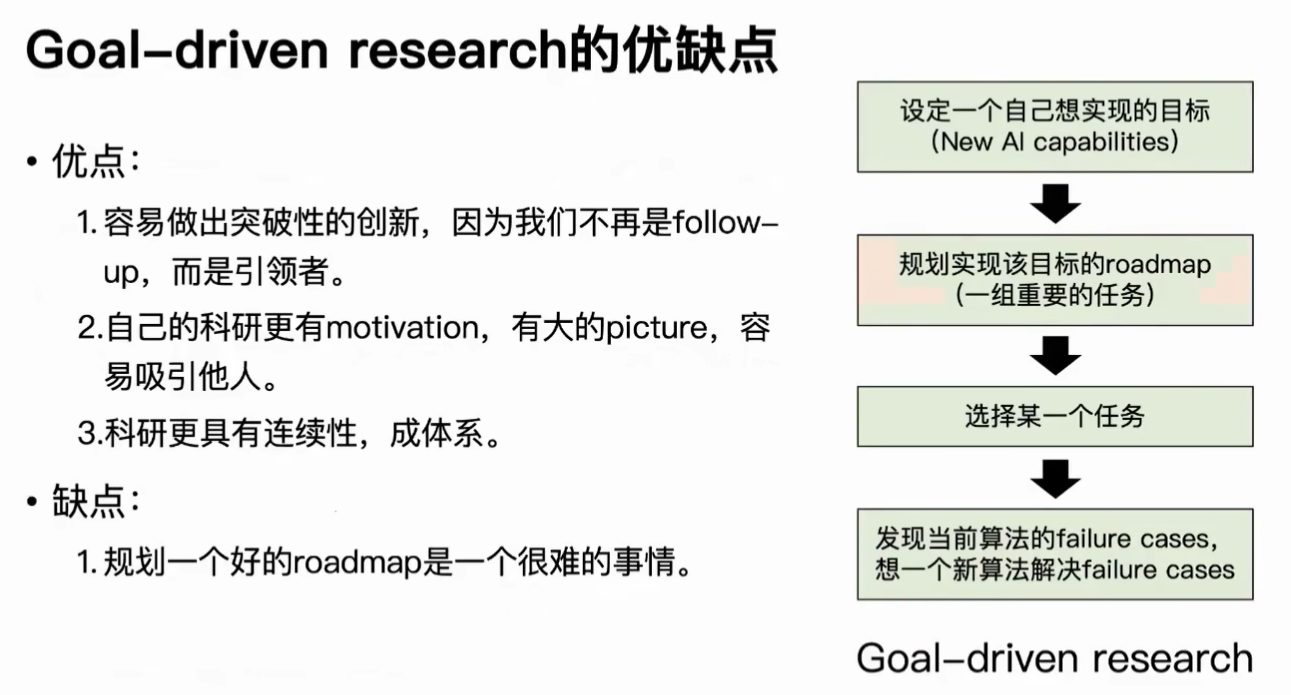 Goal-driven research的优缺点
• 优点：
1. 容易做出突破性的创新，因为我们不再是follow-
up，而是引领者。
2.自己的科研更有motivation，有大的picture，容
易吸引他人。
3.科研更具有连续性，成体系。
• 缺点：
1. 规划一个好的roadmap是一个很难的事情。
设定一个自己想实现的目标
（New AI capabilities）
规划实现该目标的roadmap
（一组重要的任务）
选择某一个任务
发现当前算法的failure cases，
想一个新算法解决failure cases
Goal-driven research